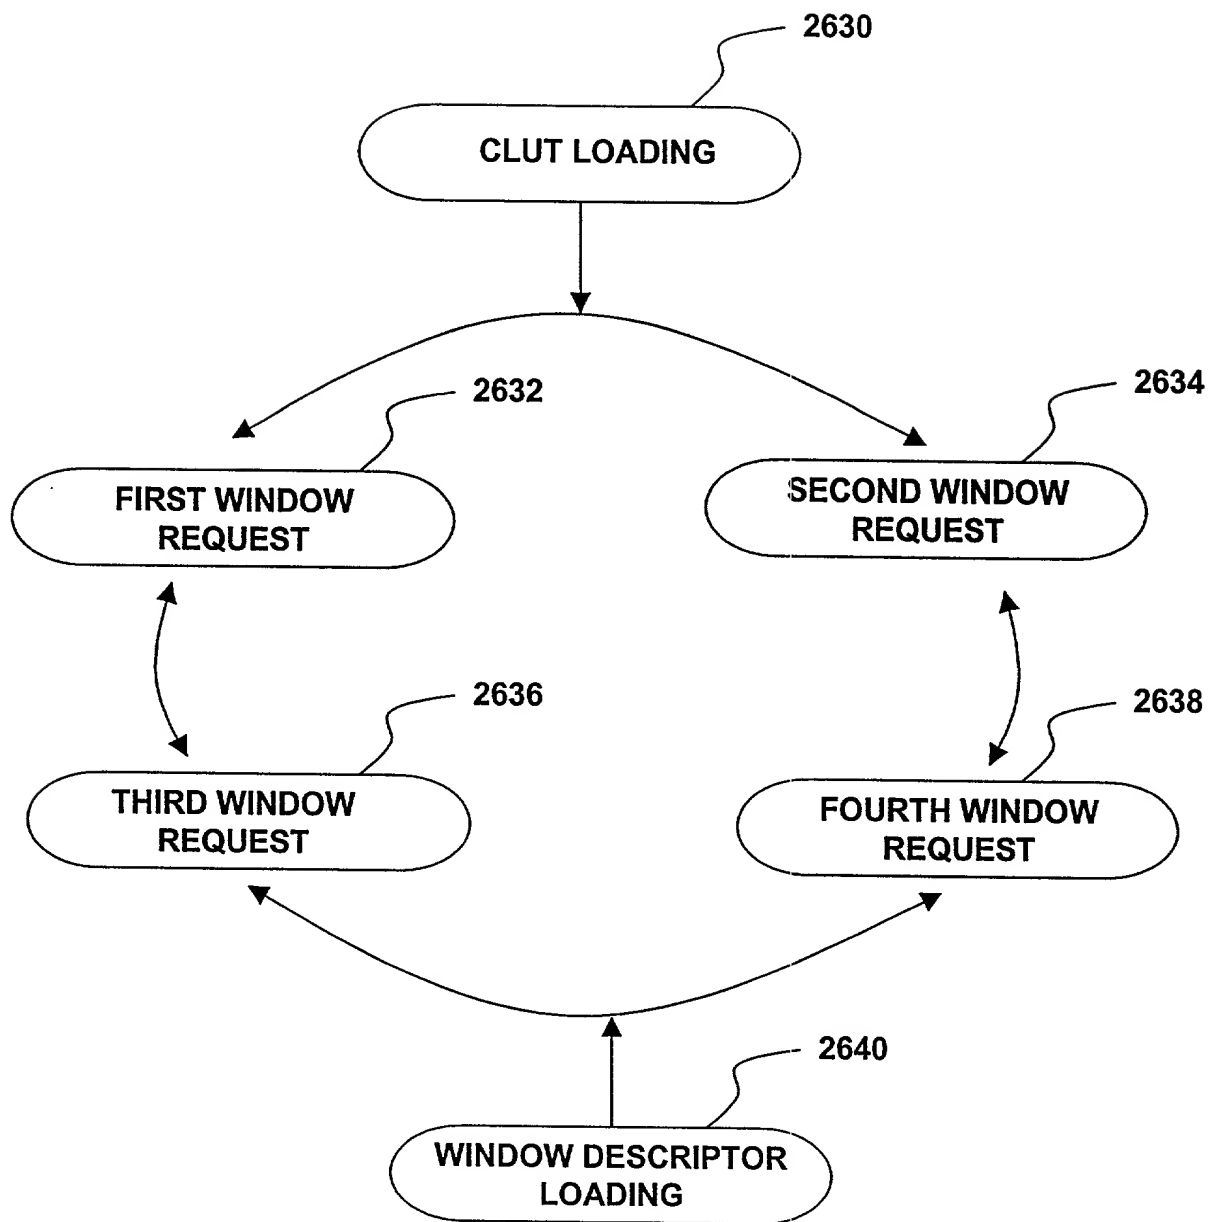 2630
CLUT LOADING
2632
2634
FIRST WINDOW
REQUEST
SECOND WINDOW
REQUEST
2636
2638
THIRD WINDOW
REQUEST
FOURTH WINDOW
REQUEST
2640
WINDOW DESCRIPTOR
LOADING